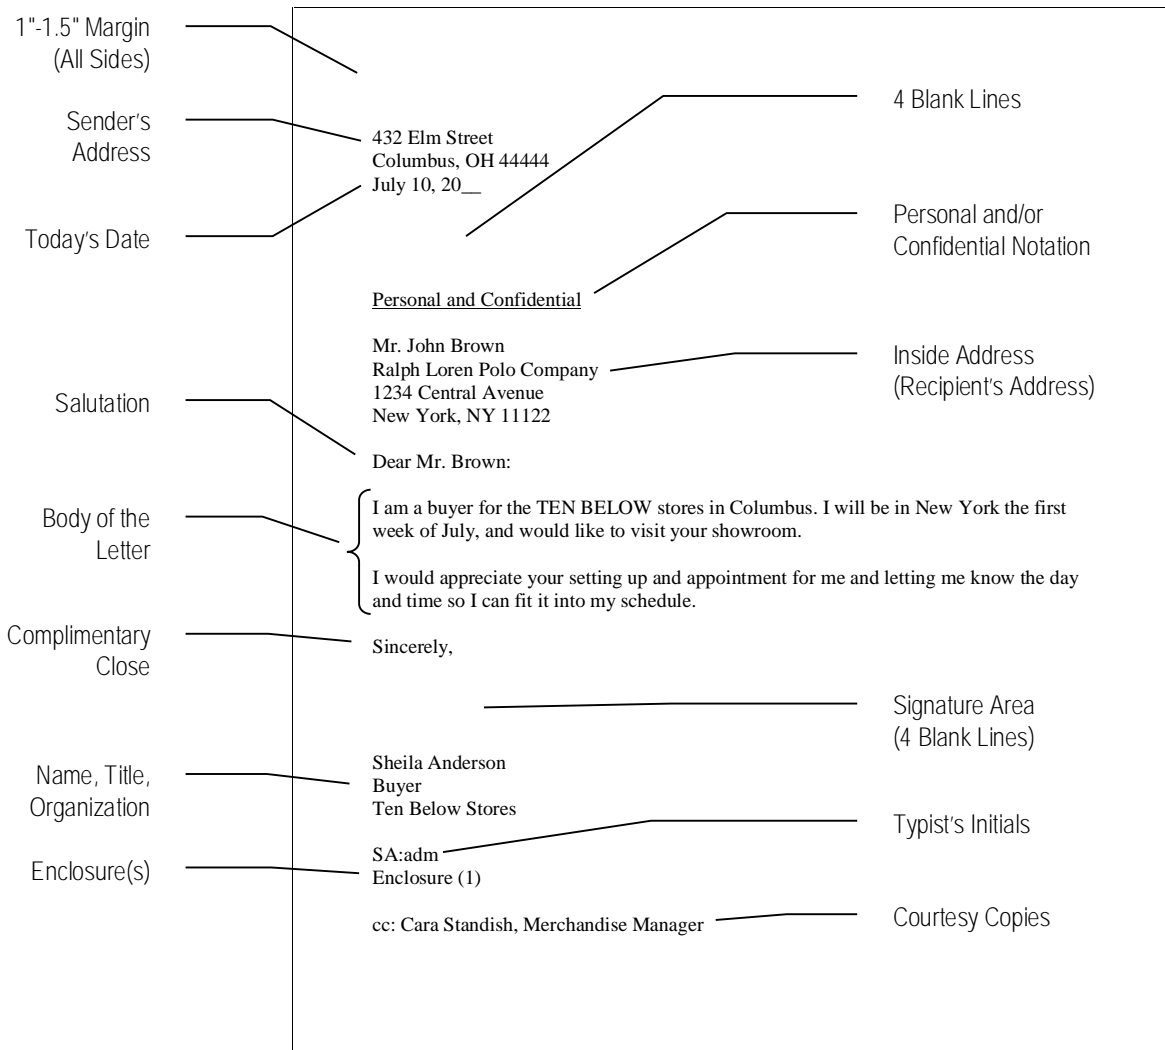 1"-1.5" Margin
(All Sides)
4 Blank Lines
Sender's
Address
432 Elm Street
Columbus, OH 44444
July 10, 20__
Today's Date
Personal and/or
Confidential Notation
Personal and Confidential
Mr. John Brown
Ralph Loren Polo Company
1234 Central Avenue
New York, NY 11122
Inside Address
(Recipient's Address)
Salutation
Dear Mr. Brown:
Body of the
Letter
I am a buyer for the TEN BELOW stores in Columbus. I will be in New York the first
week of July, and would like to visit your showroom.
I would appreciate your setting up and appointment for me and letting me know the day
and time so I can fit it into my schedule.
Complimentary
Close
Sincerely,
Signature Area
(4 Blank Lines)
Name, Title,
Organization
Sheila Anderson
Buyer
Ten Below Stores
Typist's Initials
SA:adm
Enclosure(s)
Enclosure (1)
cc: Cara Standish, Merchandise Manager
Courtesy Copies